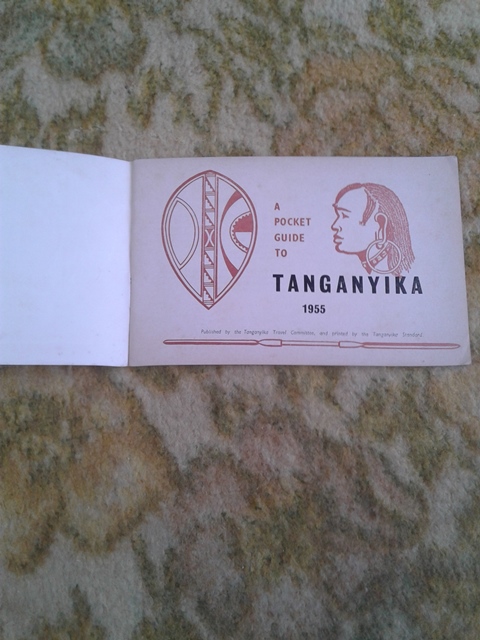 A
POCKET
GUIDE
TO
TANGANYIKA
1955
Published by the Tanganyika Travel Committee, and printed by the Tanganyika Standard